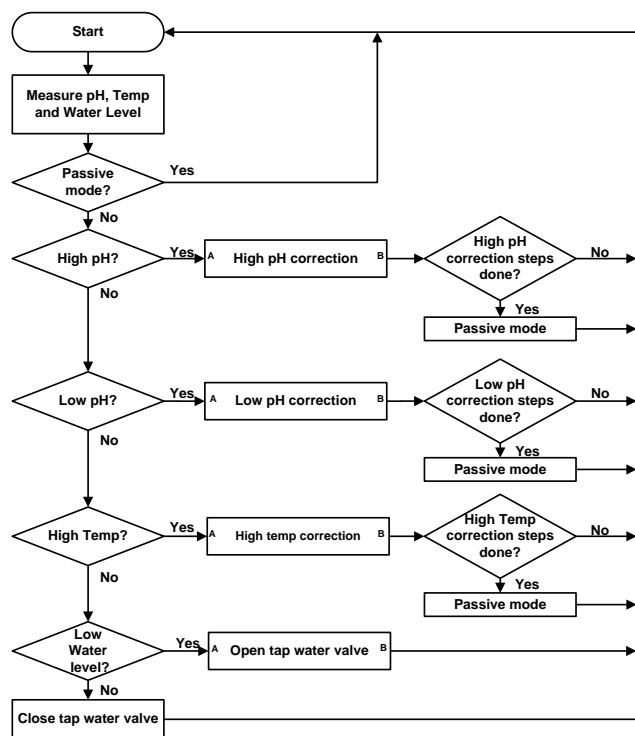 Start
Measure pH, Temp
and Water Level
Passive
mode?
Yes
No
High pH?
Yes
A
High pH correction
B
High pH
correction steps
done?
No
Yes
Passive mode
No
Low pH?
Yes
A
Low pH correction
B
Low pH
correction steps
done?
No
Yes
Passive mode
No
High Temp?
Yes
A
High temp correction
B
High Temp
correction steps
done?
No
Yes
Passive mode
No
Low
Water
level?
Yes
A
Open tap water valve
B
No
Close tap water valve